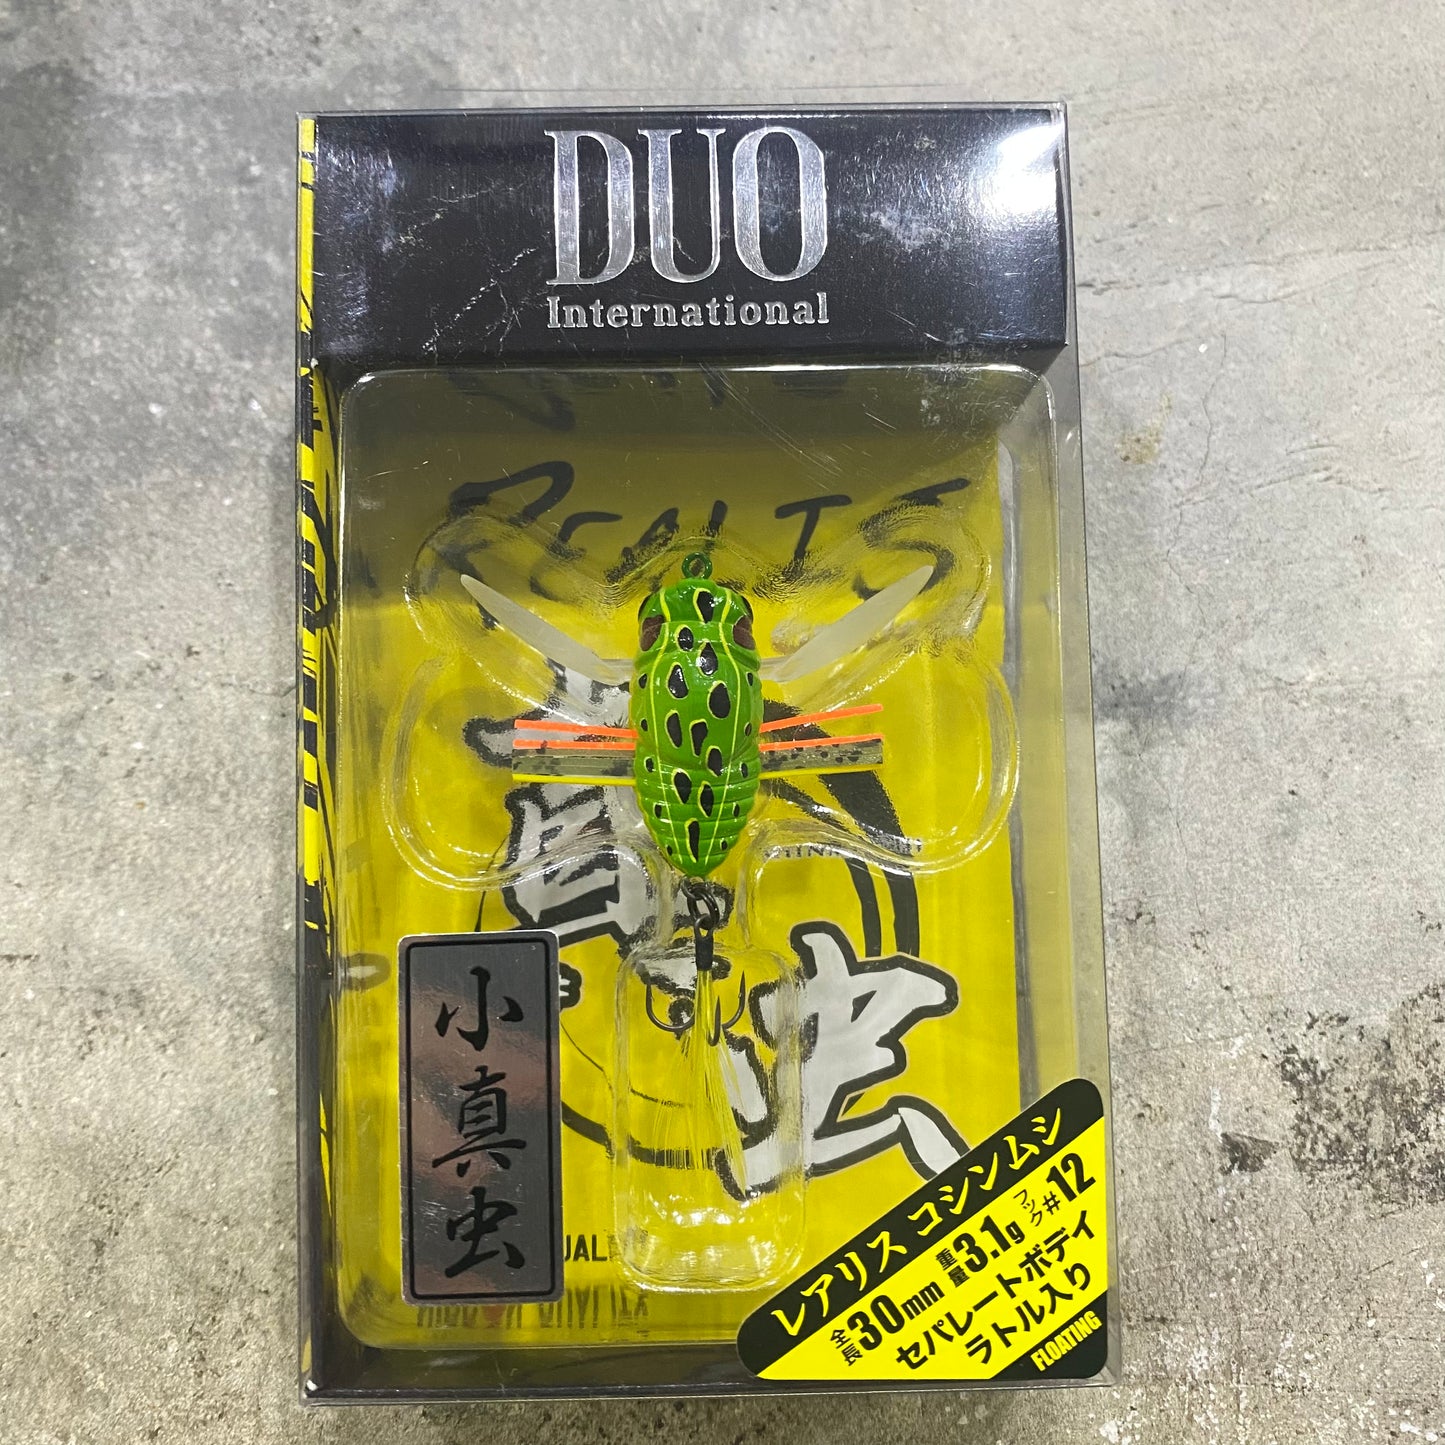 DUO
International
REALIS
真
虫
小
真
虫
レアリス コシンムシ
全長30mm 重量3.1g フック#12
セパレートボディ
ラトル入り
FLOATING